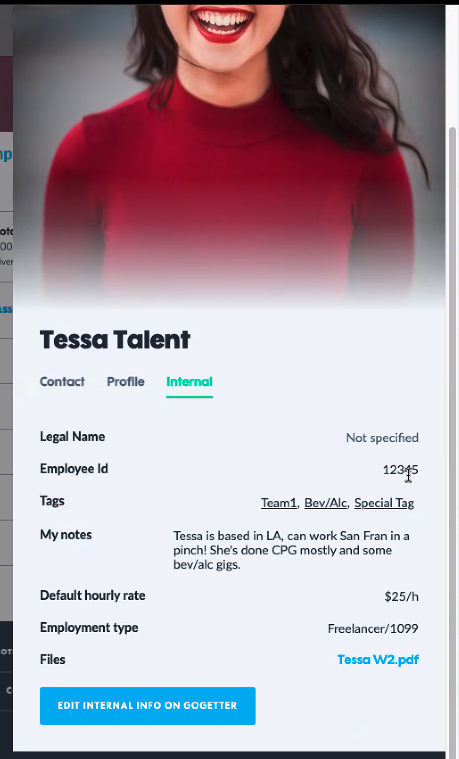 Tessa Talent
Contact Profile Internal
Legal Name Not specified
Employee Id 12345
Tags Team1, Bev/Alc, Special Tag
My notes Tessa is based in LA, can work San Fran in a
pinch! She's done CPG mostly and some
bev/alc gigs.
Default hourly rate $25/h
Employment type Freelancer/1099
Files Tessa W2.pdf
EDIT INTERNAL INFO ON GOGETTER